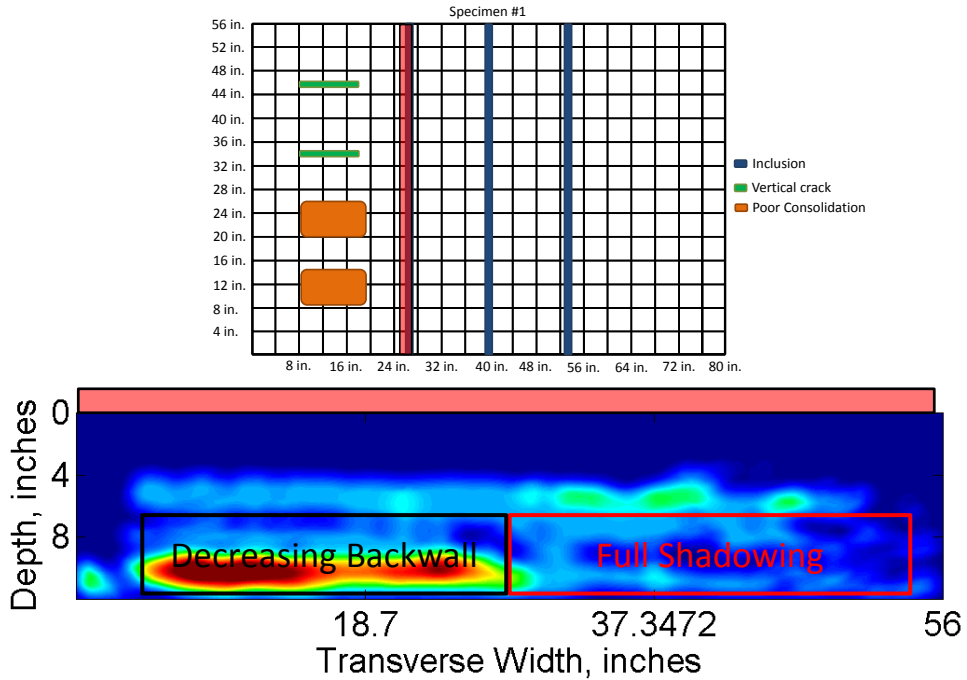 Specimen #1
56 in.
52 in.
48 in.
44 in.
40 in.
36 in.
32 in.
28 in.
24 in.
20 in.
16 in.
12 in.
8 in.
4 in.
8 in. 16 in. 24 in. 32 in. 40 in. 48 in. 56 in. 64 in. 72 in. 80 in.
Inclusion
Vertical crack
Poor Consolidation
0
4
8
Depth, inches
Decreasing Backwall Full Shadowing
18.7 37.3472 56
Transverse Width, inches